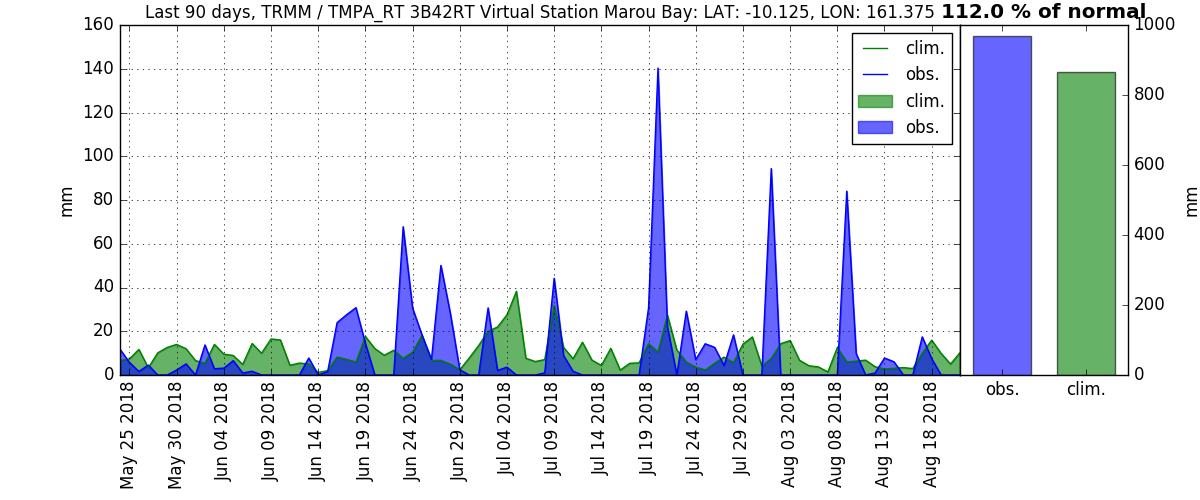 Last 90 days, TRMM / TMPA_RT 3B42RT Virtual Station Marou Bay: LAT: -10.125, LON: 161.375 112.0 % of normal
160
140
120
100
80
60
40
20
0
mm
clim.
obs.
clim.
obs.
May 25 2018
May 30 2018
Jun 04 2018
Jun 09 2018
Jun 14 2018
Jun 19 2018
Jun 24 2018
Jun 29 2018
Jul 04 2018
Jul 09 2018
Jul 14 2018
Jul 19 2018
Jul 24 2018
Jul 29 2018
Aug 03 2018
Aug 08 2018
Aug 13 2018
Aug 18 2018
1000
800
600
400
200
0
mm
obs.
clim.